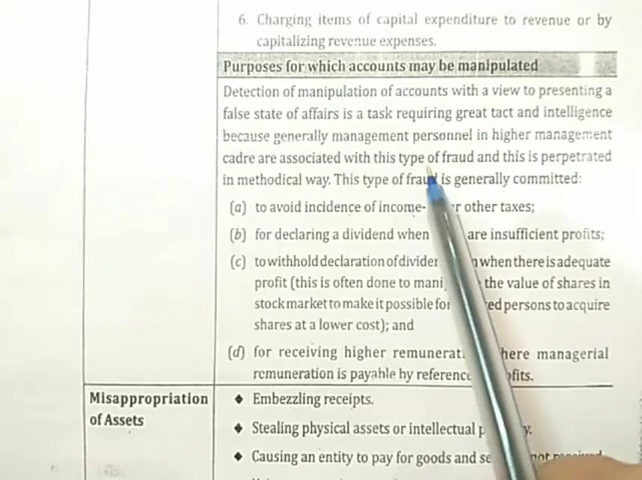 6. Charging items of capital expenditure to revenue or by
capitalizing revenue expenses.
Purposes for which accounts may be manipulated
Detection of manipulation of accounts with a view to presenting a
false state of affairs is a task requiring great tact and intelligence
because generally management personnel in higher management
cadre are associated with this type of fraud and this is perpetrated
in methodical way. This type of fraud is generally committed:
(a) to avoid incidence of income- or other taxes;
(b) for declaring a dividend when are insufficient profits;
(c) to withhold declaration of when there is adequate
profit (this is often done to the value of shares in
stock market to make it possible for persons to acquire
shares at a lower cost); and
(d) for receiving higher where managerial
remuneration is payable by reference
Misappropriation
of Assets
◆ Embezzling receipts.
◆ Stealing physical assets or intellectual
◆ Causing an entity to pay for goods and not received